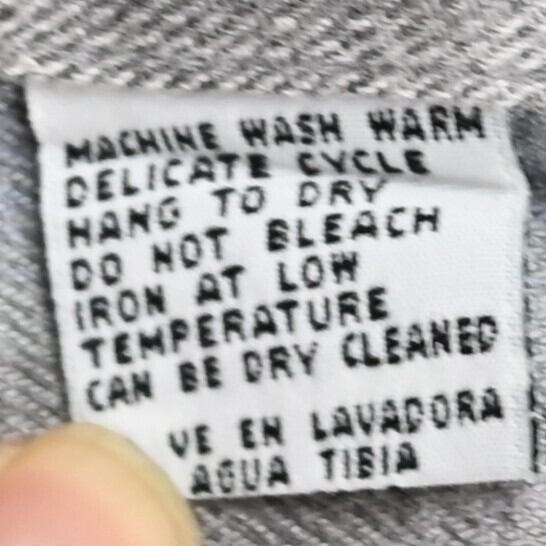 MACHINE WASH WARM
DELICATE CYCLE
HANG TO DRY
DO NOT BLEACH
IRON AT LOW
TEMPERATURE
CAN BE DRY CLEANED
VE EN LAVADORA
AGUA TIBIA